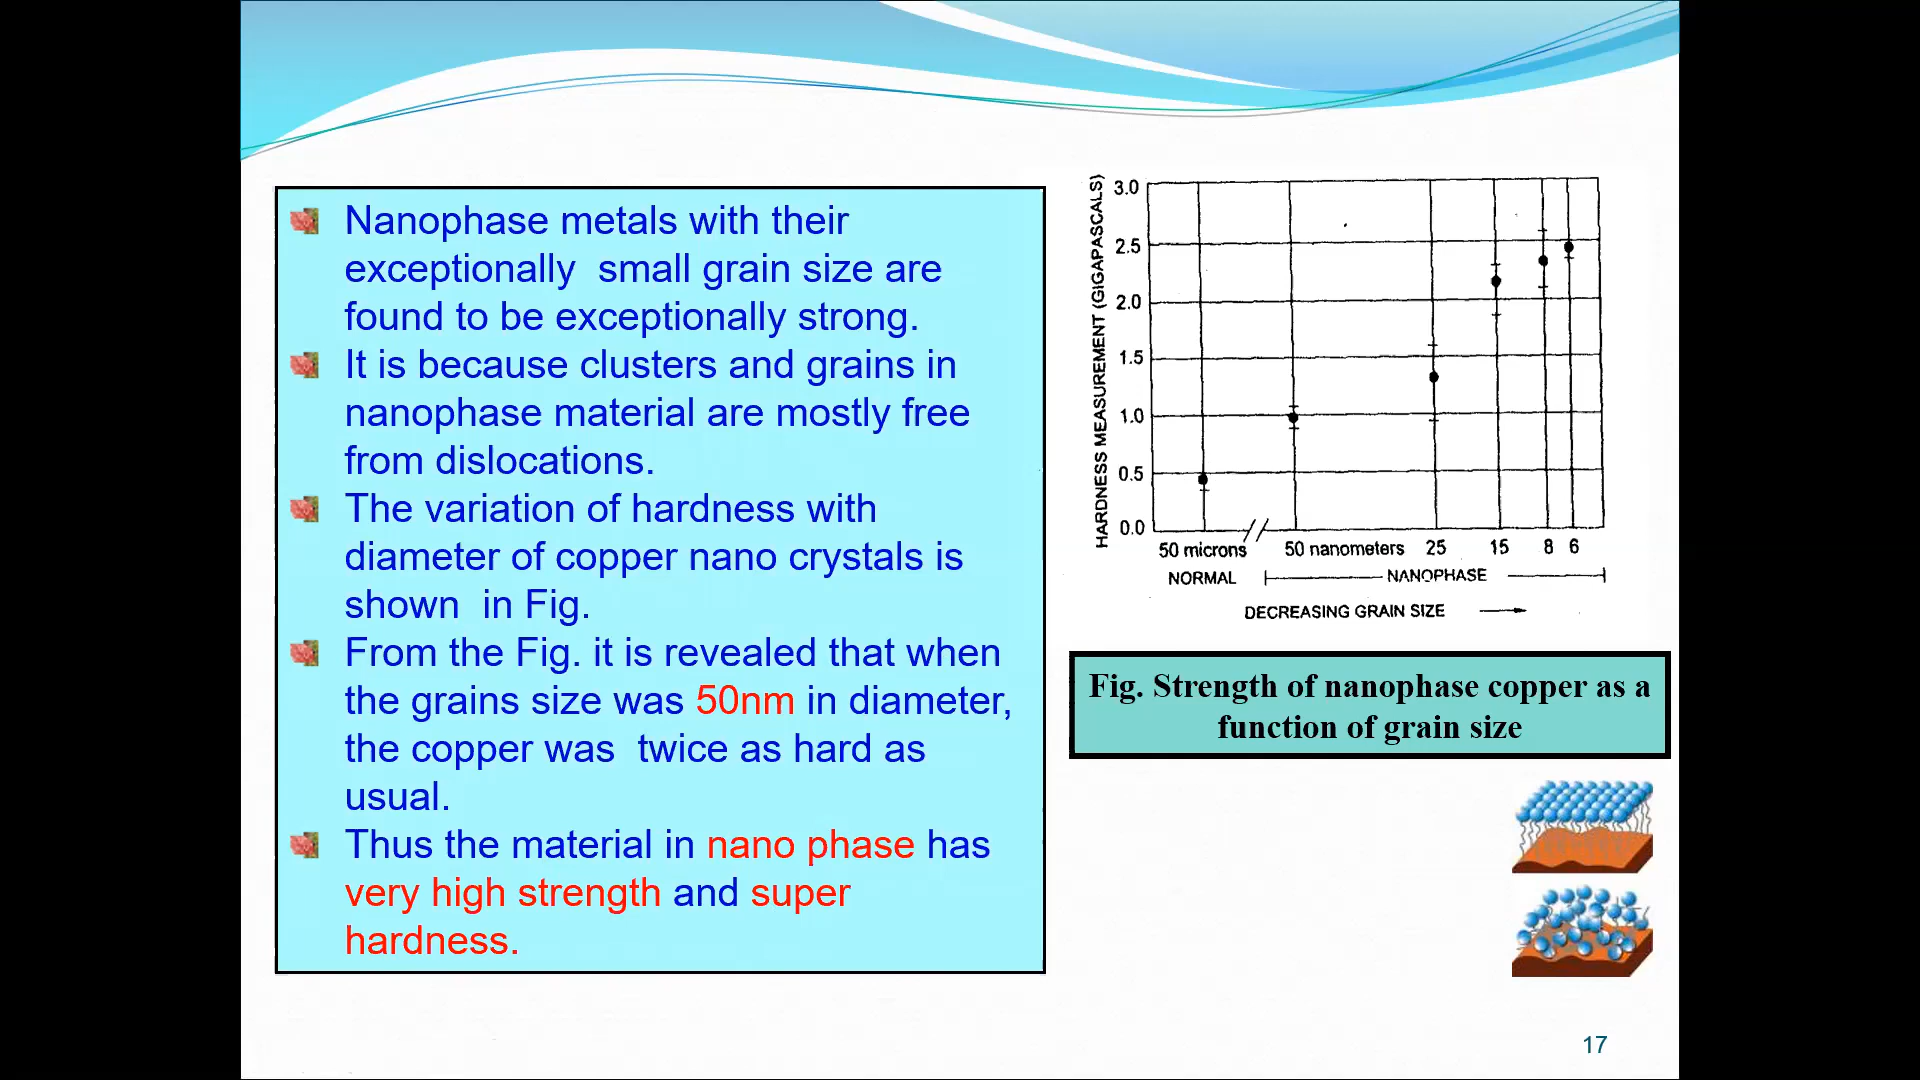 Nanophase metals with their
exceptionally small grain size are
found to be exceptionally strong.
It is because clusters and grains in
nanophase material are mostly free
from dislocations.
The variation of hardness with
diameter of copper nano crystals is
shown in Fig.
From the Fig. it is revealed that when
the grains size was 50nm in diameter,
the copper was twice as hard as
usual.
Thus the material in nano phase has
very high strength and super
hardness.
HARDNESS MEASUREMENT (GIGAPASCALS)
3.0
2.5
2.0
1.5
1.0
0.5
0.0
50 microns 50 nanometers 25 15 8 6
NORMAL NANOPHASE
DECREASING GRAIN SIZE
Fig. Strength of nanophase copper as a
function of grain size
17